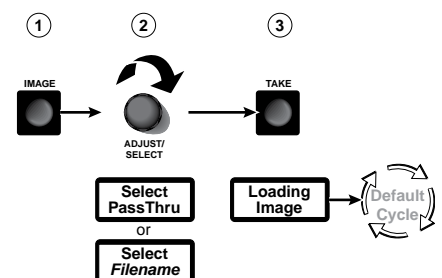 1 2 3
IMAGE
TAKE
ADJUST/
SELECT
Select
PassThru
or
Select
Filename
Loading
Image
Default
Cycle